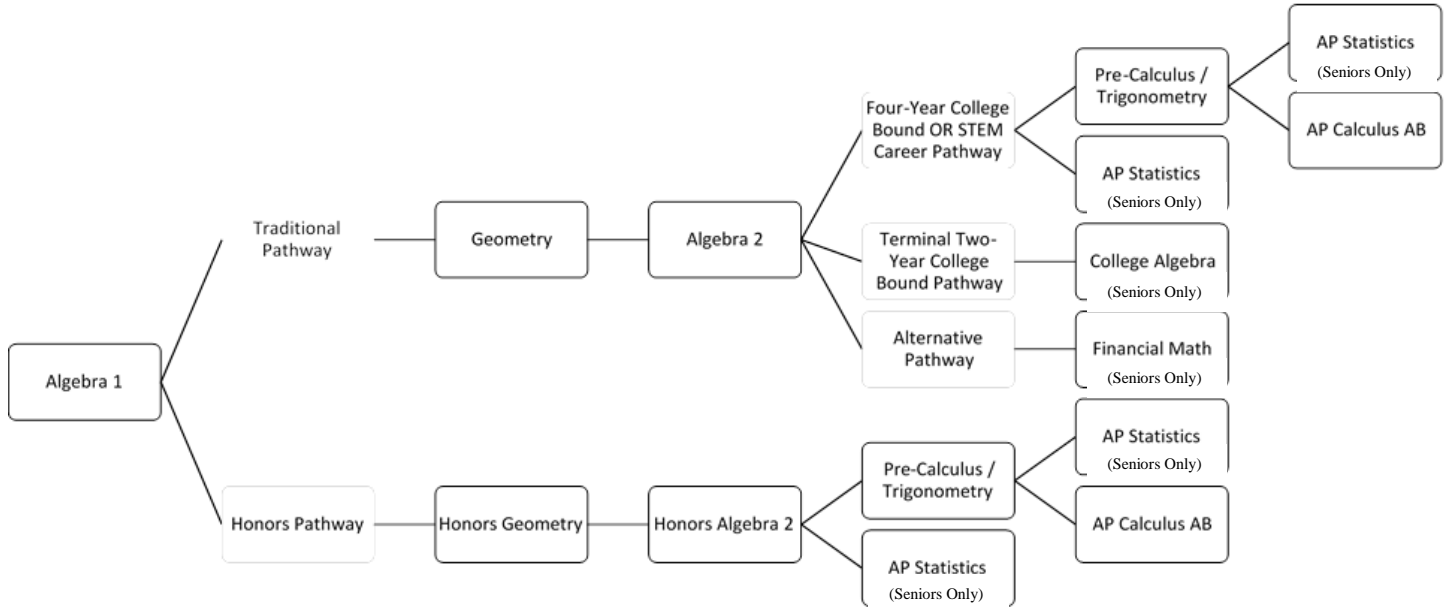 AP Statistics
(Seniors Only)
Pre-Calculus /
Trigonometry
Four-Year College
Bound OR STEM
Career Pathway
AP Calculus AB
AP Statistics
(Seniors Only)
Traditional
Pathway
Geometry
Algebra 2
Terminal Two-
Year College
Bound Pathway
College Algebra
(Seniors Only)
Alternative
Pathway
Financial Math
(Seniors Only)
Algebra 1
AP Statistics
(Seniors Only)
Pre-Calculus /
Trigonometry
Honors Pathway
Honors Geometry
Honors Algebra 2
AP Calculus AB
AP Statistics
(Seniors Only)